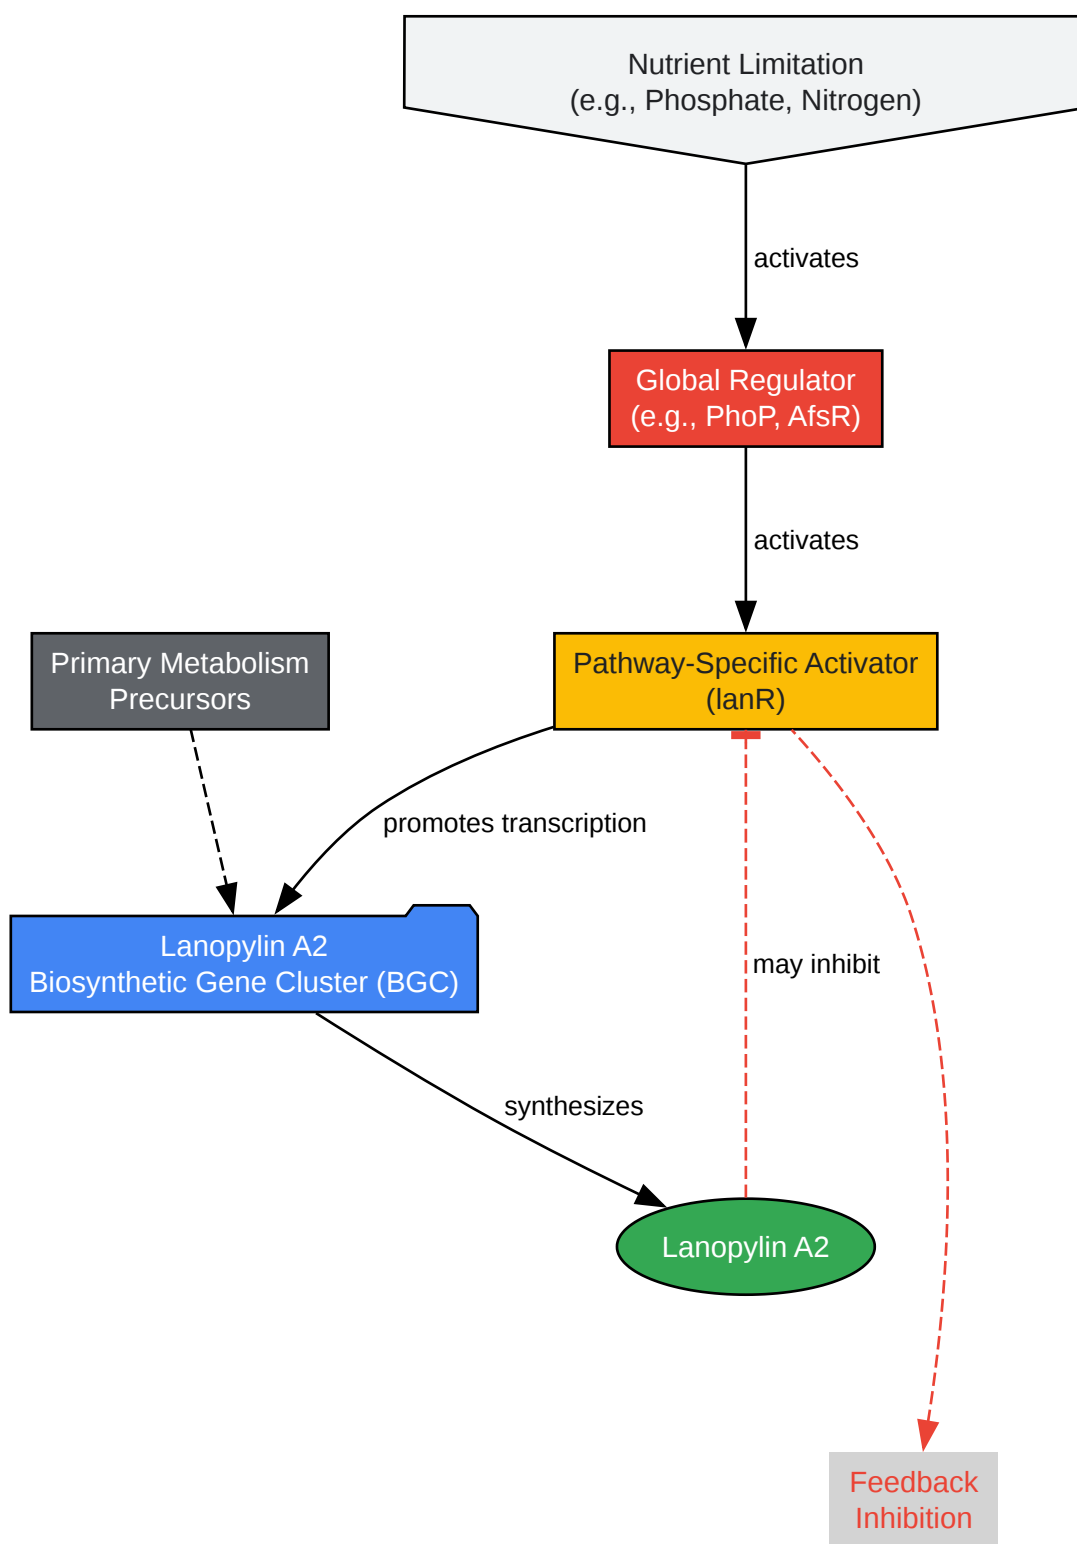 Nutrient Limitation
(e.g., Phosphate, Nitrogen)
activates
Global Regulator
(e.g., PhoP, AfsR)
activates
Primary Metabolism
Precursors
Pathway-Specific Activator
(lanR)
promotes transcription
Lanopylin A2
Biosynthetic Gene Cluster (BGC)
may inhibit
synthesizes
Lanopylin A2
Feedback
Inhibition